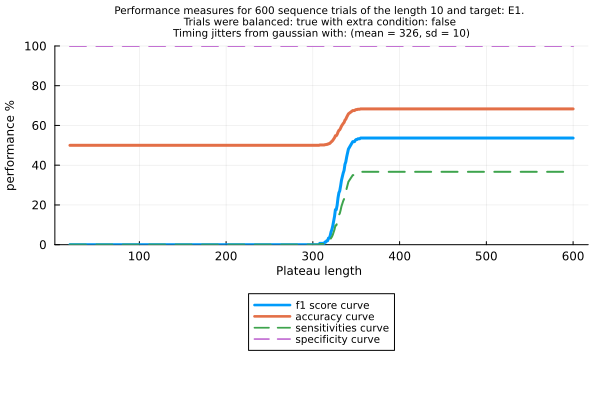 Performance measures for 600 sequence trials of the length 10 and target: E1.
Trials were balanced: true with extra condition: false
Timing jitters from gaussian with: (mean = 326, sd = 10)
100
80
60
40
20
0
performance %
100 200 300 400 500 600
Plateau length
f1 score curve
accuracy curve
sensitivities curve
specificity curve